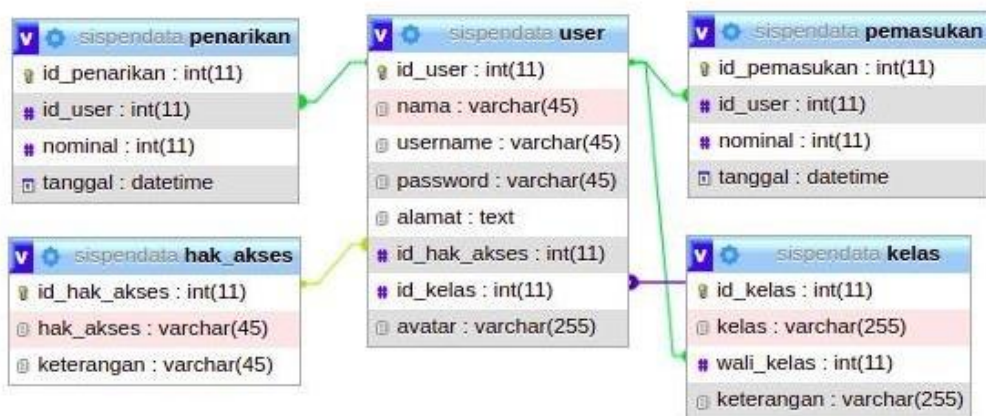 sispendata penarikan
id_penarikan : int(11)
id_user : int(11)
nominal : int(11)
tanggal : datetime
sispendata user
id_user : int(11)
nama : varchar(45)
username : varchar(45)
password : varchar(45)
alamat : text
id_hak_akses : int(11)
id_kelas : int(11)
avatar : varchar(255)
sispendata pemasukan
id_pemasukan : int(11)
id_user : int(11)
nominal : int(11)
tanggal : datetime
sispendata hak_akses
id_hak_akses : int(11)
hak_akses : varchar(45)
keterangan : varchar(45)
sispendata kelas
id_kelas : int(11)
kelas : varchar(255)
wali_kelas : int(11)
keterangan : varchar(255)